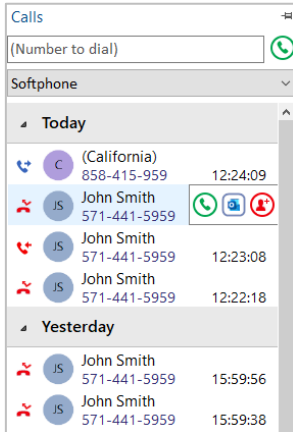 Calls
(Number to dial)
Softphone
Today
C
(California)
858-415-959
12:24:09
JS
John Smith
571-441-5959
JS
John Smith
571-441-5959
12:23:08
JS
John Smith
571-441-5959
12:22:18
Yesterday
JS
John Smith
571-441-5959
15:59:56
JS
John Smith
571-441-5959
15:59:38